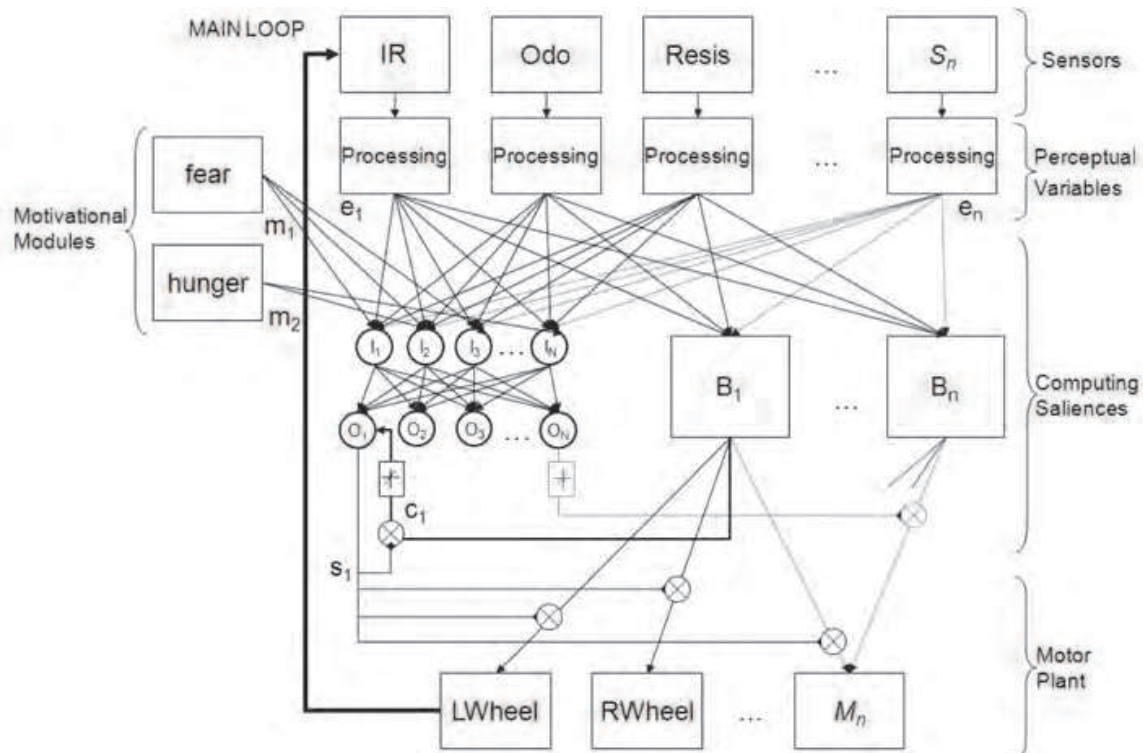 MAIN LOOP
IR
Odo
Resis
...
Sn
Sensors
Processing
Processing
Processing
...
Processing
Perceptual
Variables
Motivational
Modules
fear
hunger
m1
m2
e1
en
I1
I2
I3
...
IN
O1
O2
O3
...
ON
B1
...
Bn
Computing
Saliences
c1
s1
LWheel
RWheel
...
Mn
Motor
Plant